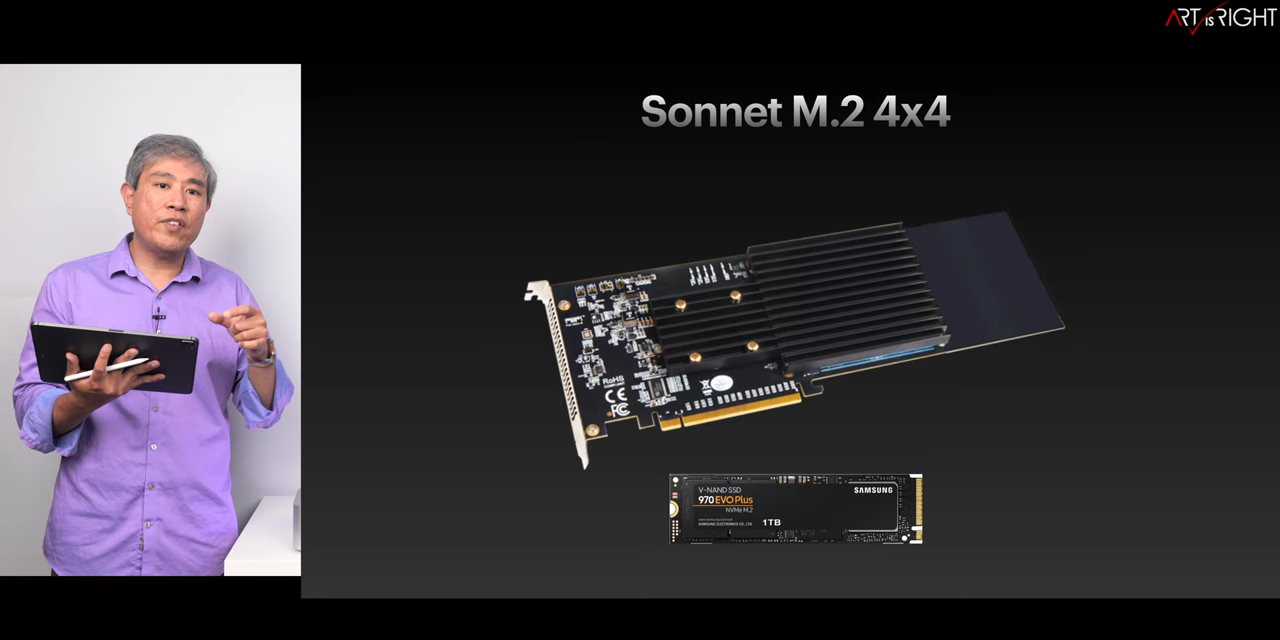 ART IS RIGHT
Sonnet M.2 4x4
RoHS
CE
FC
V-NAND SSD
970 EVO Plus
NVMe M.2
SAMSUNG
1TB